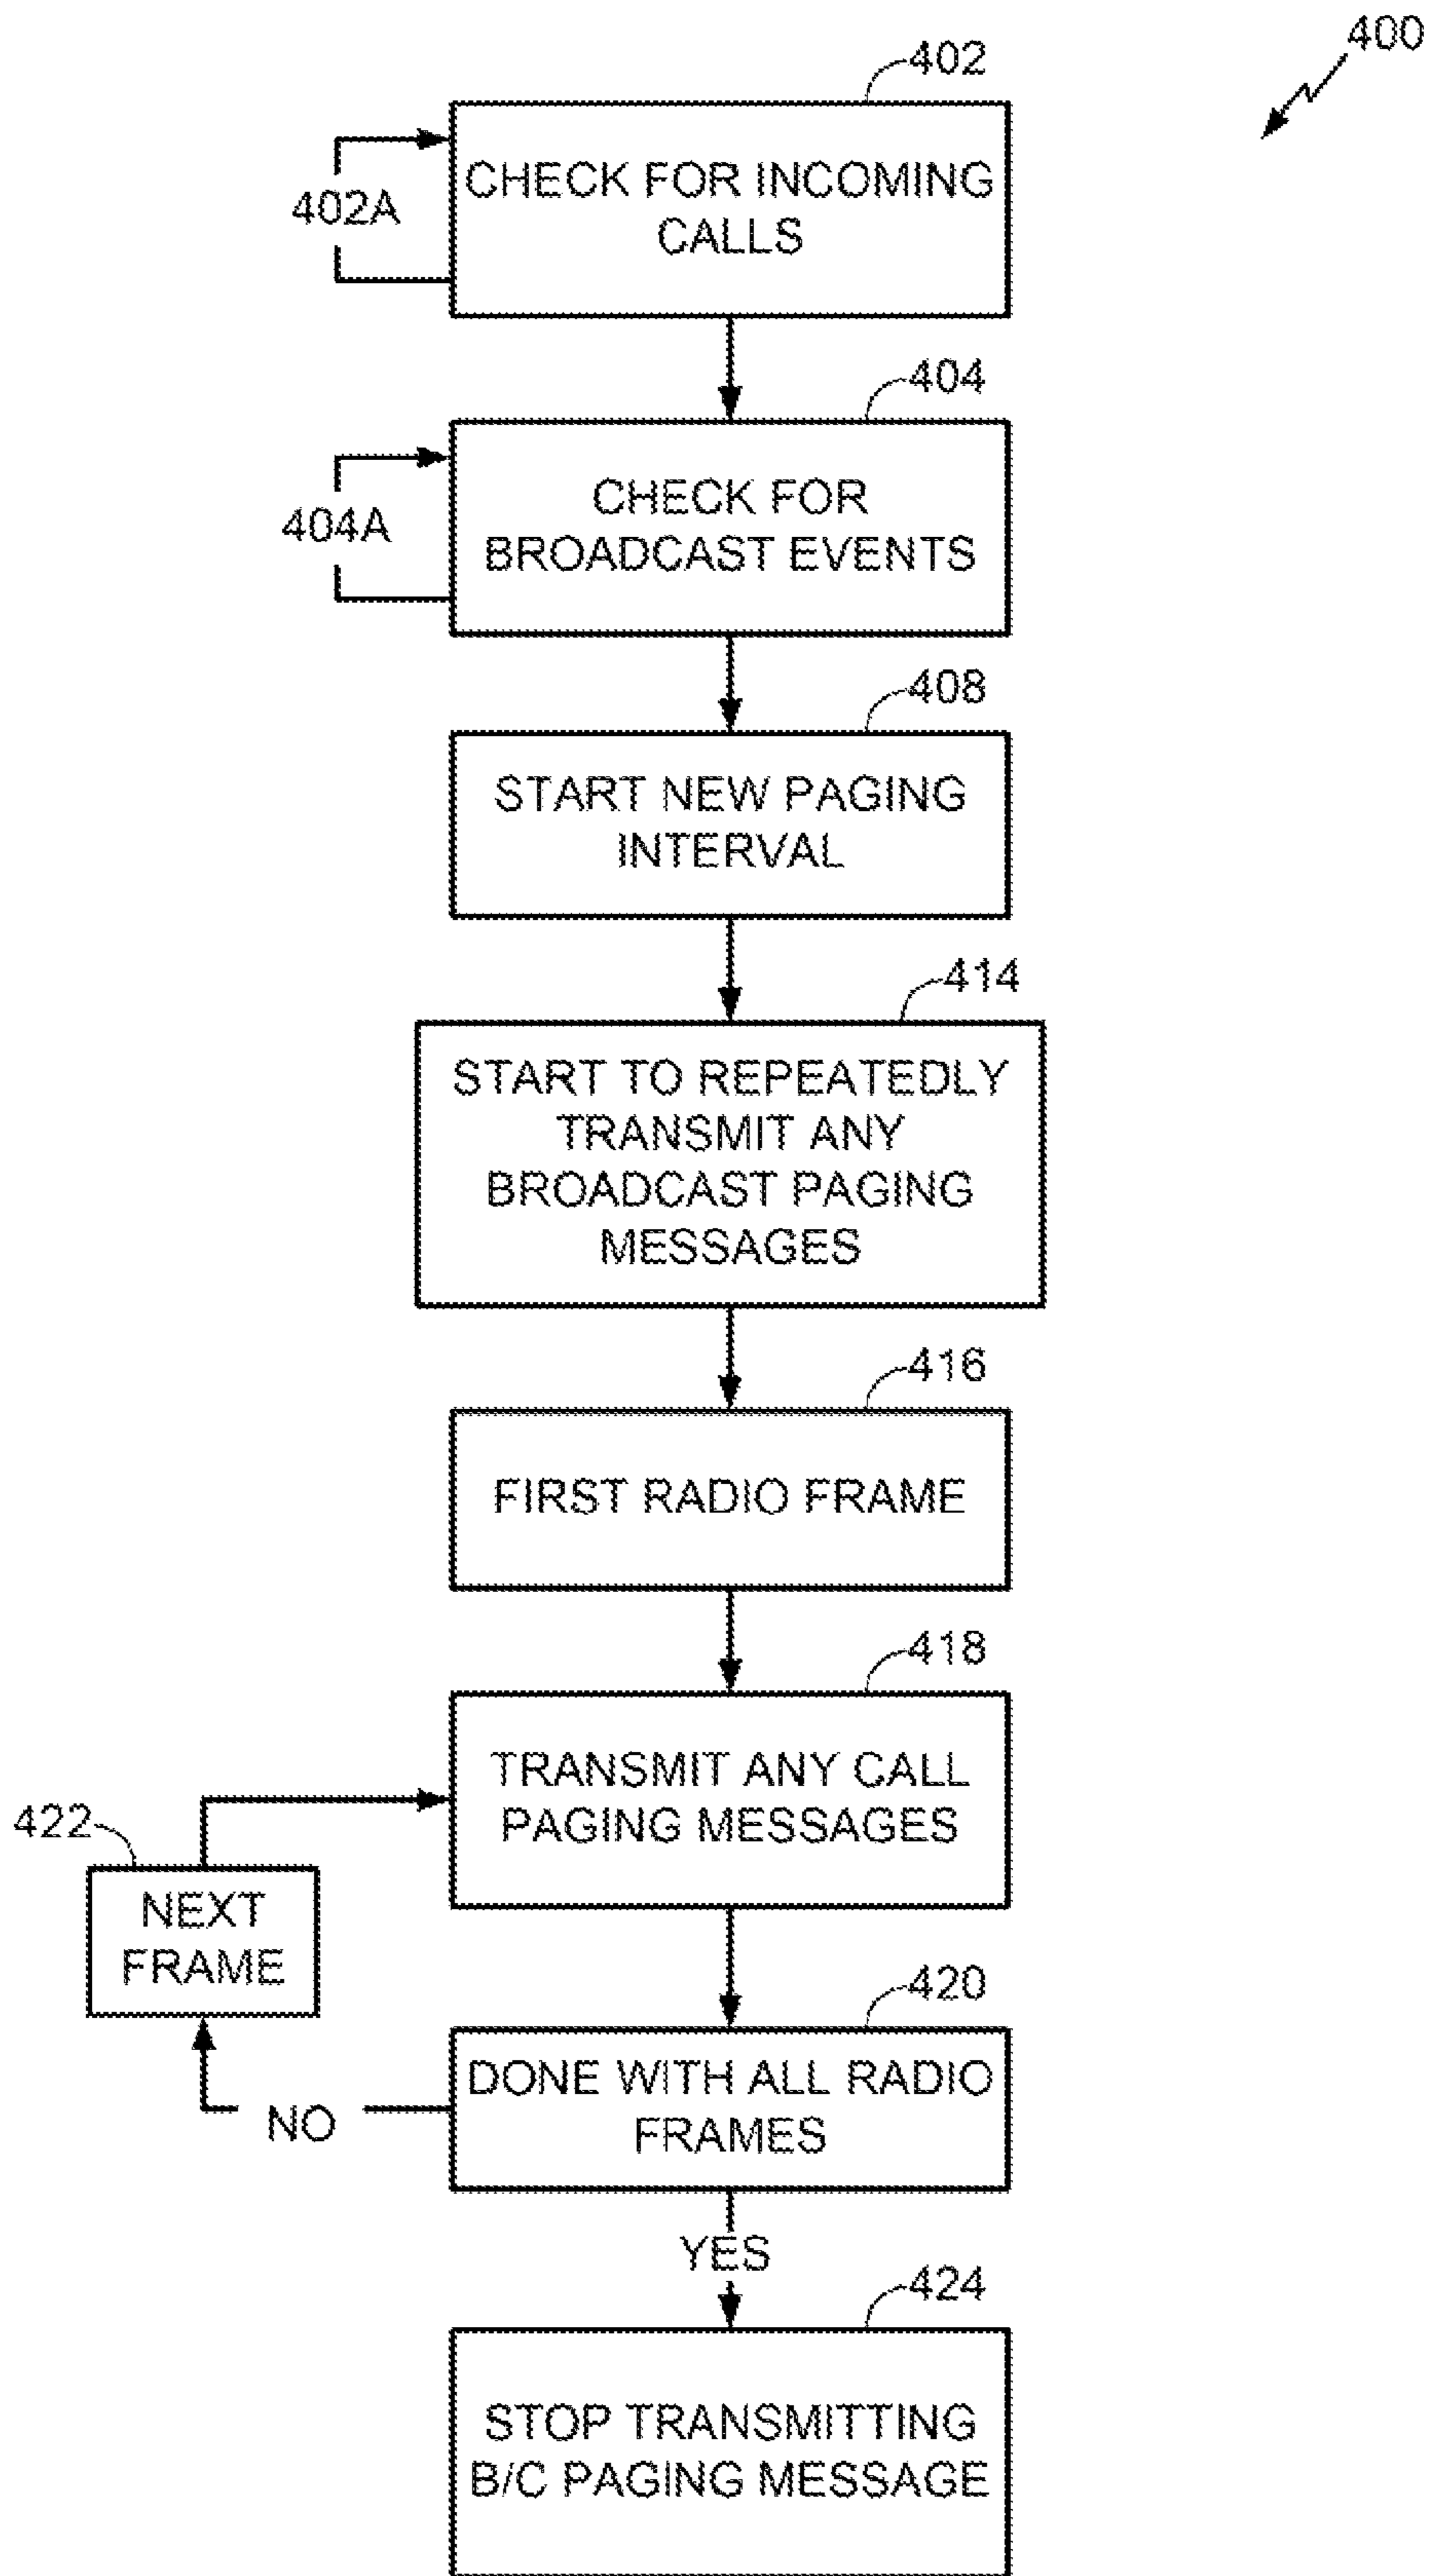 400
402
CHECK FOR INCOMING
CALLS
402A
404
CHECK FOR
BROADCAST EVENTS
404A
408
START NEW PAGING
INTERVAL
414
START TO REPEATEDLY
TRANSMIT ANY
BROADCAST PAGING
MESSAGES
416
FIRST RADIO FRAME
418
TRANSMIT ANY CALL
PAGING MESSAGES
422
NEXT
FRAME
420
DONE WITH ALL RADIO
FRAMES
NO
YES
424
STOP TRANSMITTING
B/C PAGING MESSAGE